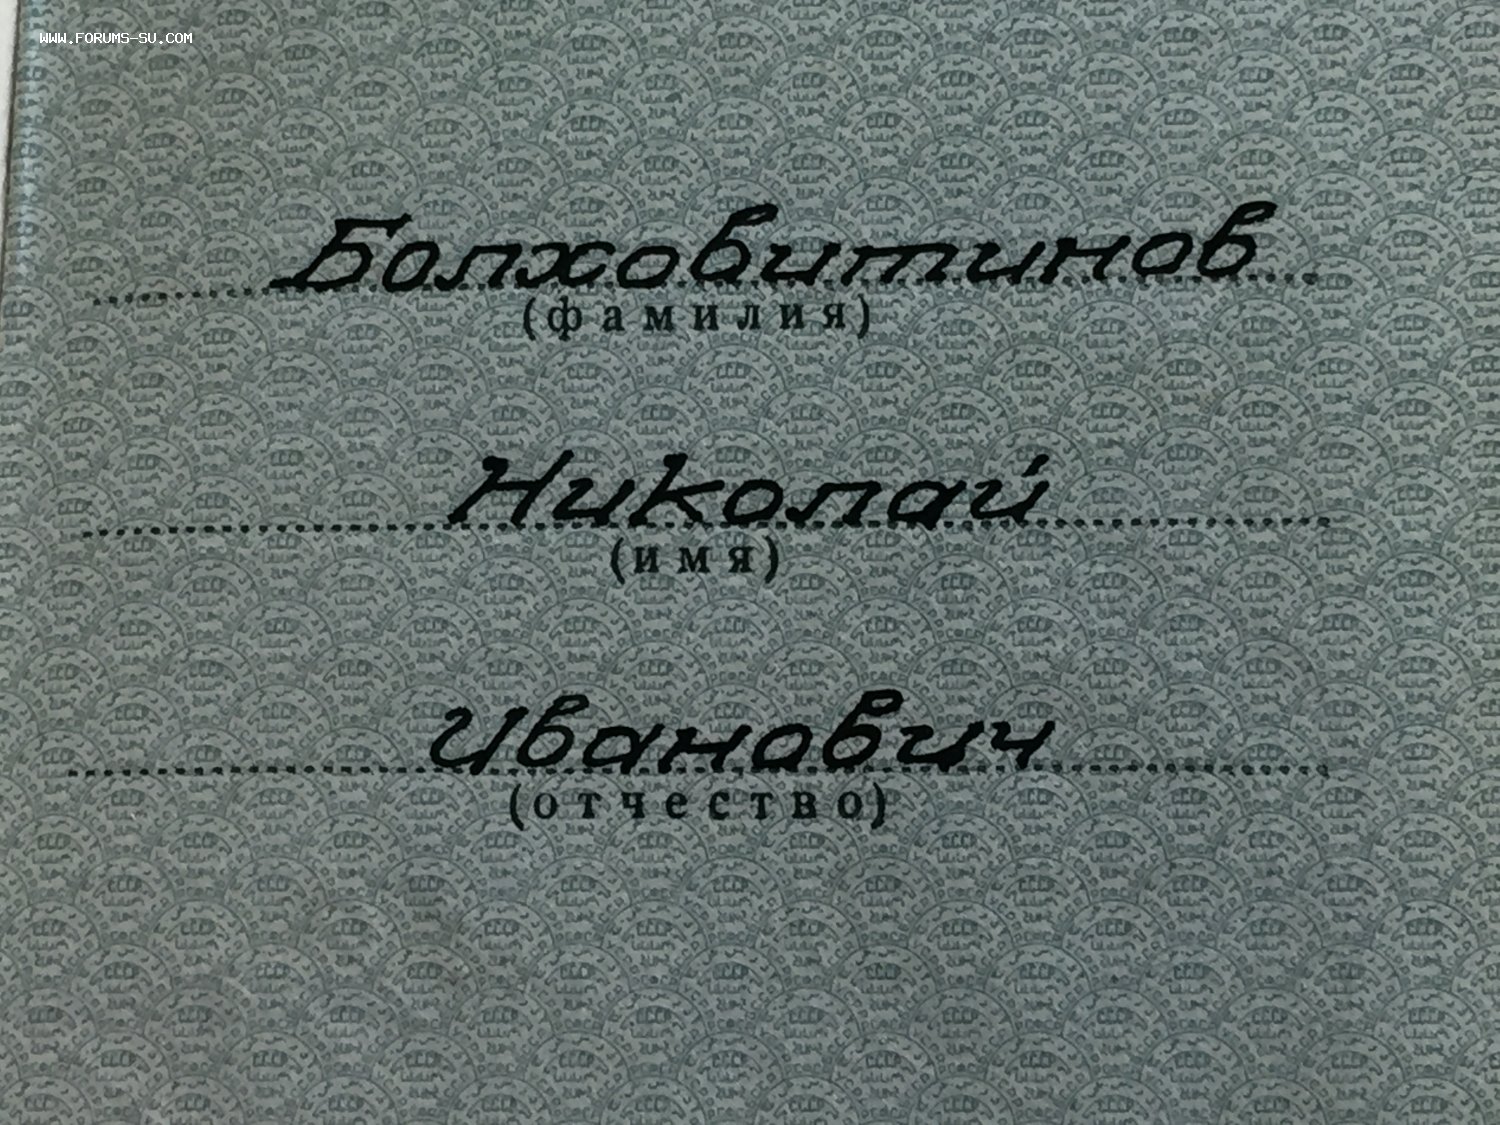 WWW.FORUMS-SU.COM
Болховитинов
(фамилия)
Николай
(имя)
Иванович
(отчество)